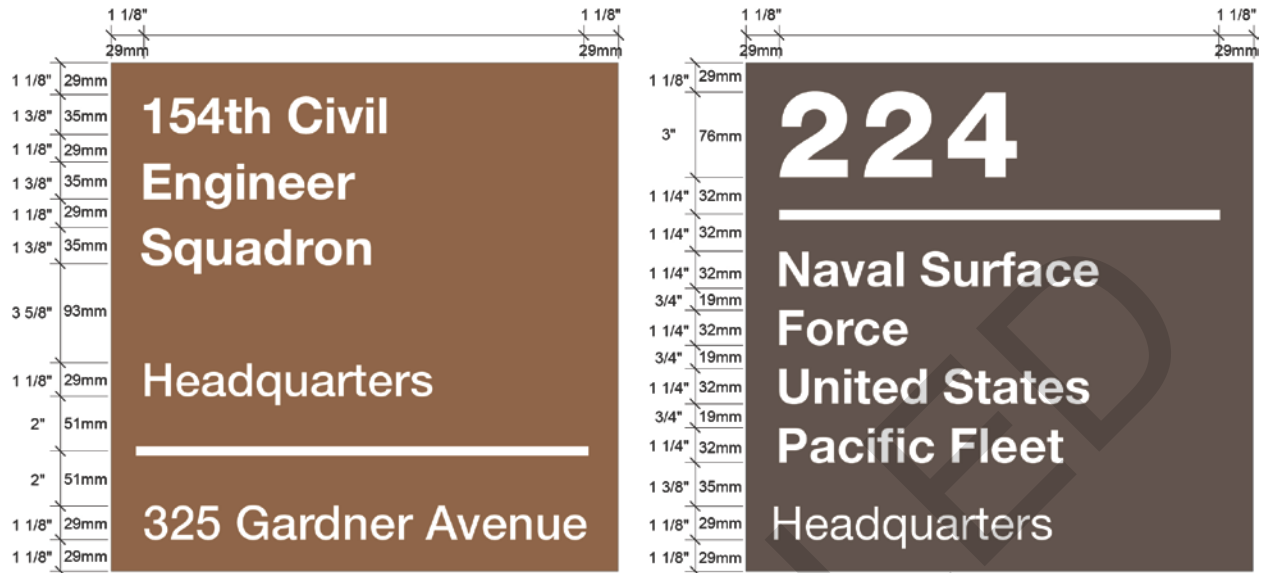 1 1/8" 1 1/8"
29mm 29mm
1 1/8" 29mm
1 3/8" 35mm
1 1/8" 29mm
1 3/8" 35mm
1 1/8" 29mm
1 3/8" 35mm
3 5/8" 93mm
1 1/8" 29mm
2" 51mm
2" 51mm
1 1/8" 29mm
1 1/8" 29mm
154th Civil
Engineer
Squadron
Headquarters
325 Gardner Avenue
1 1/8" 1 1/8"
29mm 29mm
1 1/8" 29mm
3" 76mm
1 1/4" 32mm
1 1/4" 32mm
1 1/4" 32mm
3/4" 19mm
1 1/4" 32mm
3/4" 19mm
1 1/4" 32mm
3/4" 19mm
1 1/4" 32mm
1 3/8" 35mm
1 1/8" 29mm
1 1/8" 29mm
224
Naval Surface
Force
United States
Pacific Fleet
Headquarters